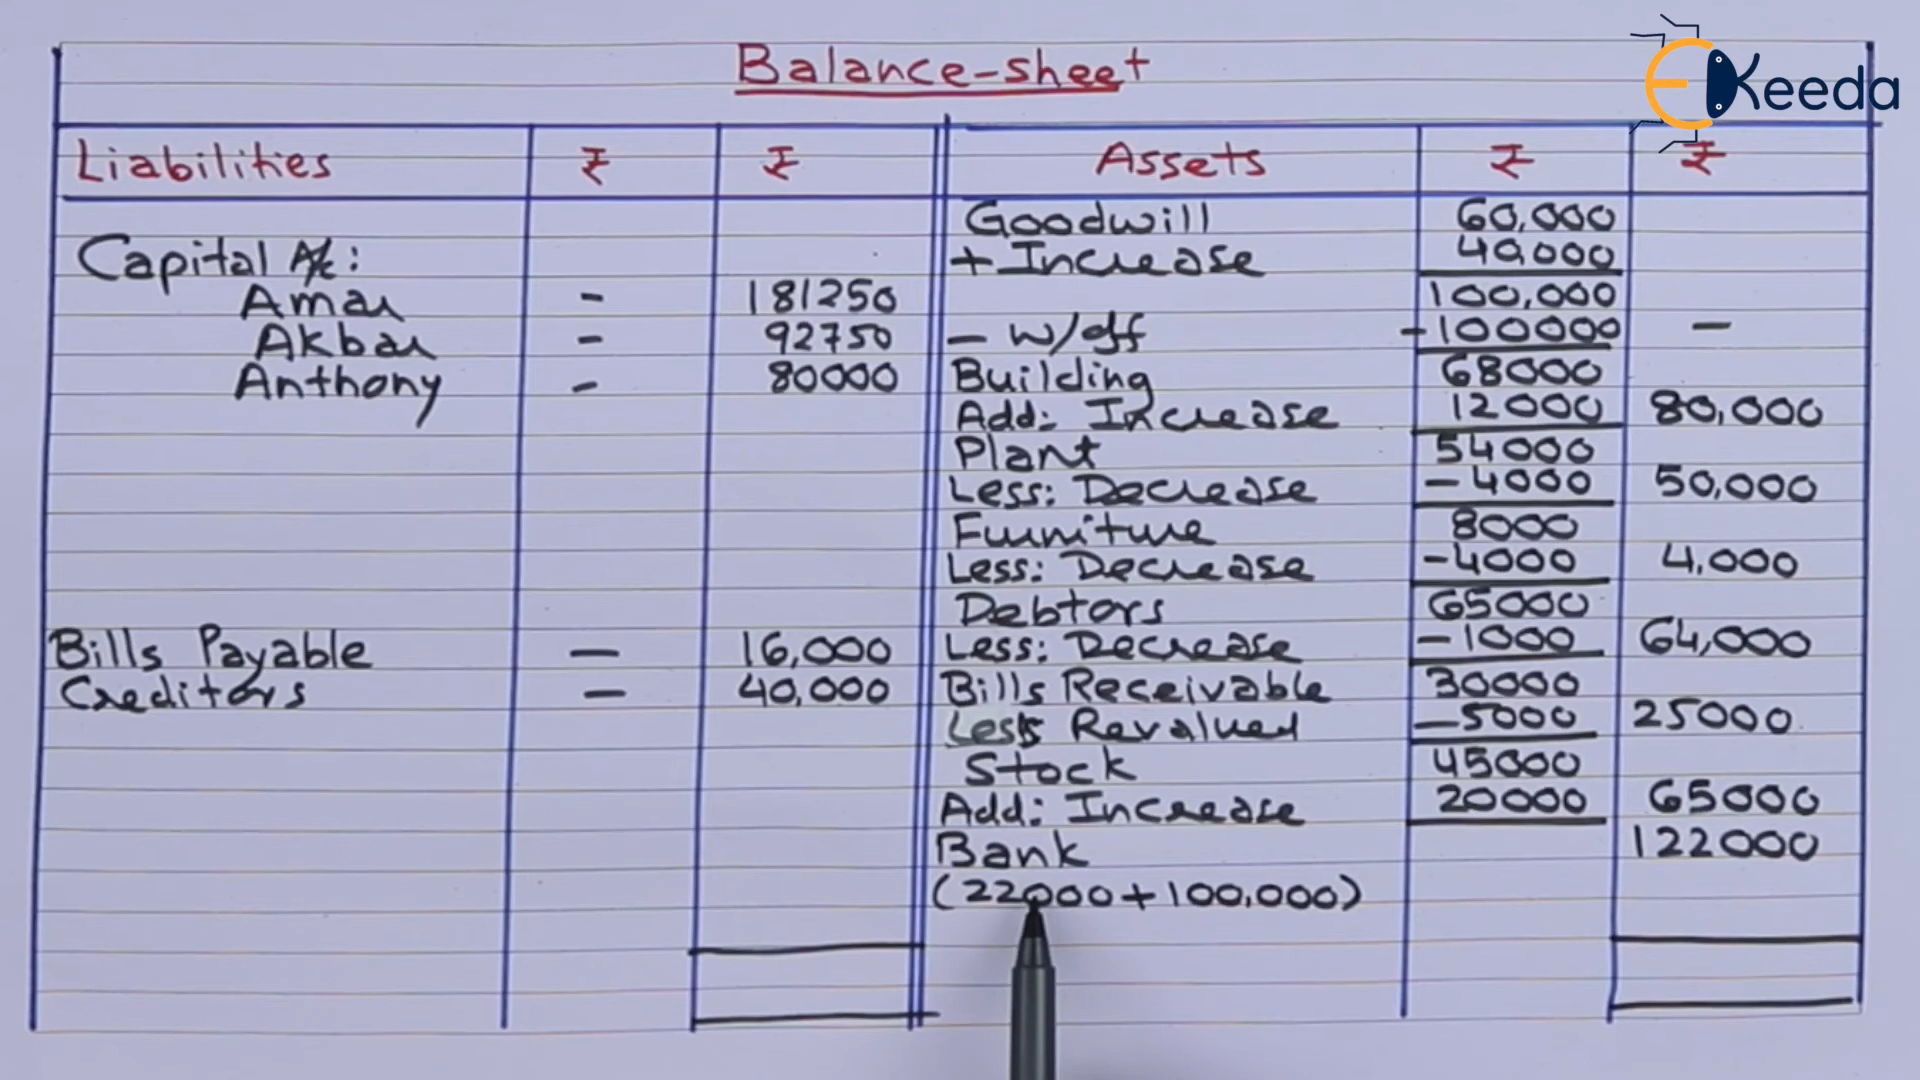 Balance-sheet
EKeeda
Liabilities ₹ ₹ Assets ₹ ₹
Goodwill 60,000
Capital A/c: + Increase 40,000
Amar - 181250 100,000
Akbar - 92750 - w/off -100000 -
Anthony - 80000 Building 68000
Add: Increase 12000 80,000
Plant 54000
Less: Decrease -4000 50,000
Furniture 8000
Less: Decrease -4000 4,000
Debtors 65000
Bills Payable - 16,000 Less: Decrease -1000 64,000
Creditors - 40,000 Bills Receivable 30000
Less Revalued -5000 25000
Stock 45000
Add: Increase 20000 65000
Bank 122000
(22000+100,000)